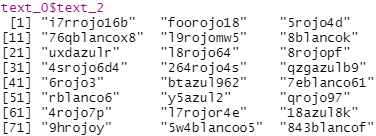 text_0$text_2
[1] "i7rrojo16b" "foorojo18" "5rojo4d"
[11] "76qblancox8" "l9rojomw5" "8blancok"
[21] "uxdazulr" "l8rojo64" "8rojopf"
[31] "4srojo6d4" "264rojo4s" "qzgazulb9"
[41] "6rojo3" "btazul962" "7eblanco61"
[51] "rblanco6" "y5azul2" "qrojo97"
[61] "4rojo7p" "l7rojor4e" "18azul8k"
[71] "9hrojoy" "5w4blancoo5" "843blancof"